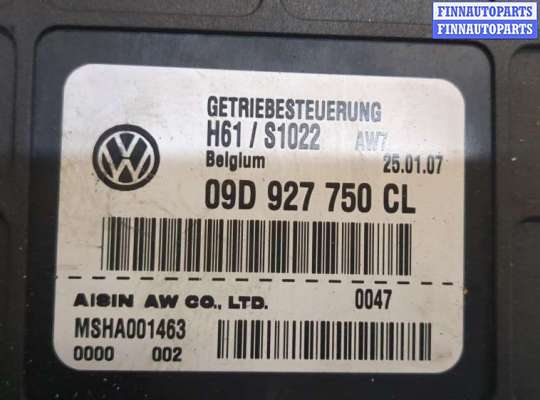 FINNAUTOPARTS
FINNAUTOPARTS
GETRIEBESTEUERUNG
H61/S1022 AW7
Belgium 25.01.07
09D 927 750 CL
AISIN AW CO., LTD. 0047
MSHA001463
0000 002